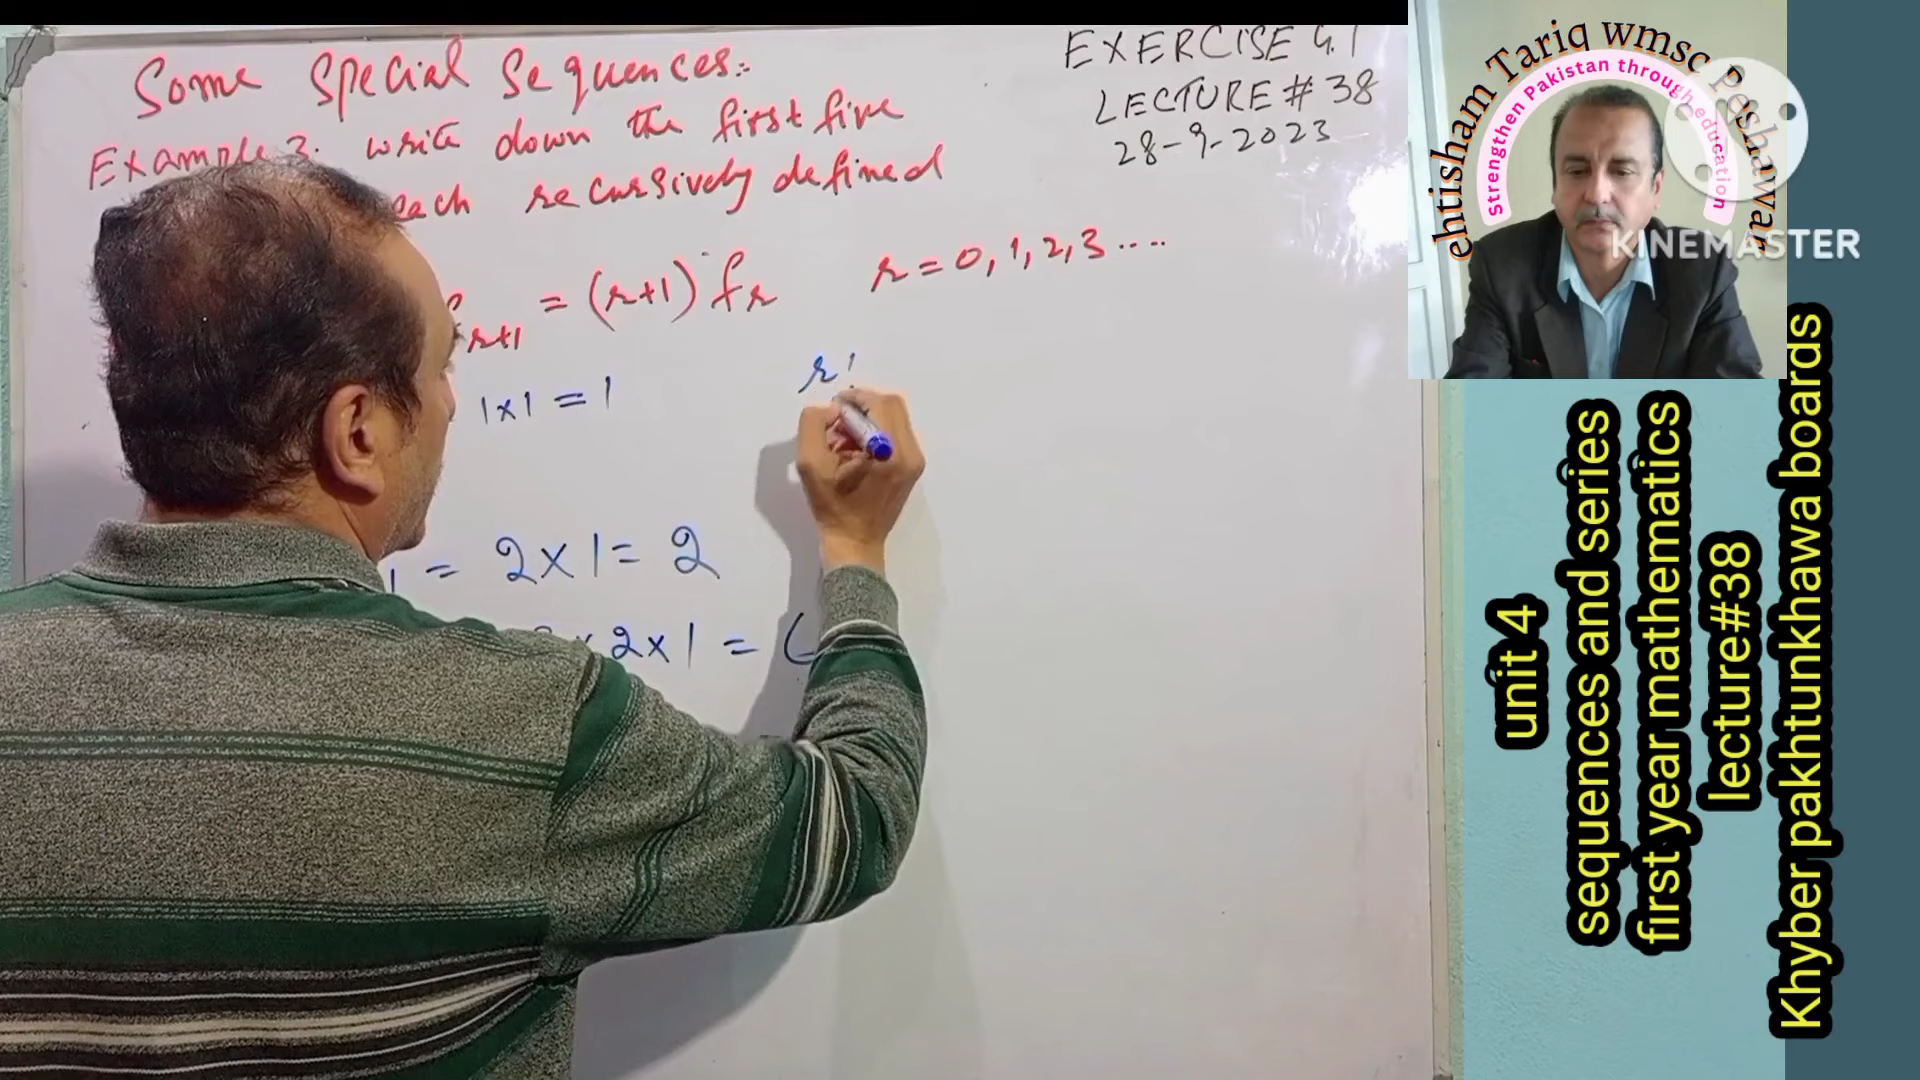 Some Special Sequences:
Example 3. write down the first five
each recursively defined
r+1 = (r+1) fr r = 0, 1, 2, 3 ....
1x1 = 1
r!
1 = 2x1 = 2
2x1 =
EXERCISE 4.1
LECTURE # 38
28-9-2023
ehtisham Tariq wmsc Peshawar
Strengthen Pakistan through education
KINEMASTER
unit 4
sequences and series
first year mathematics
lecture#38
Khyber pakhtunkhawa boards